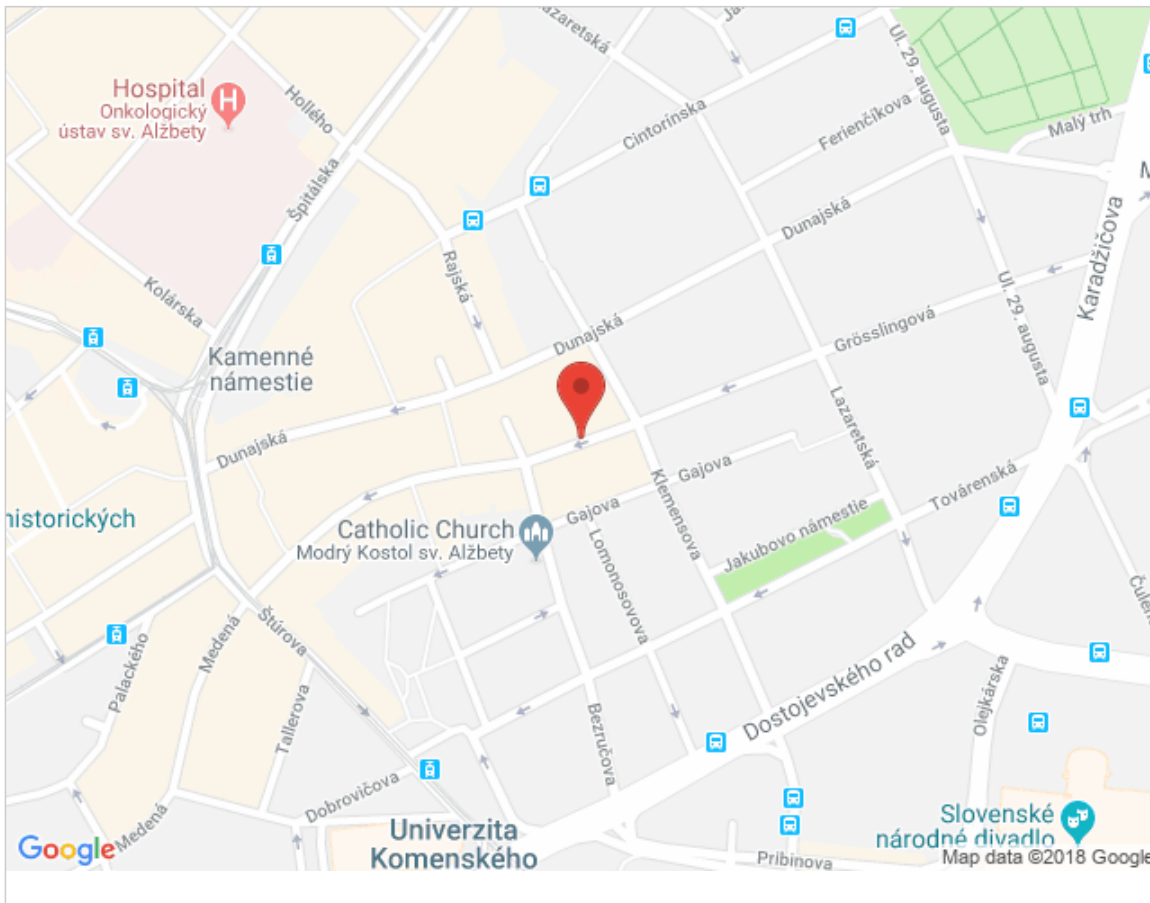 Lazaretská
Ul. 29. augusta
Hospital
Onkologický
ústav sv. Alžbety
Hollého
Cintorínska
Ferienčíkova
Malý trh
Špitálska
Dunajská
Karadžičova
Kolárska
Rajská
Ul. 29. augusta
Kamenné
námestie
Dunajská
Grösslingová
Dunajská
Lazaretská
Klemensova
Gajova
Továrenská
historických
Catholic Church
Modrý Kostol sv. Alžbety
Gajova
Jakubovo námestie
Lomonosovova
Štúrova
Medená
Palackého
Tallerova
Bezručova
Dostojevského rad
Olejkárska
Dobrovičova
Medená
Google
Univerzita
Komenského
Slovenské
národné divadlo
Pribinova
Map data ©2018 Google